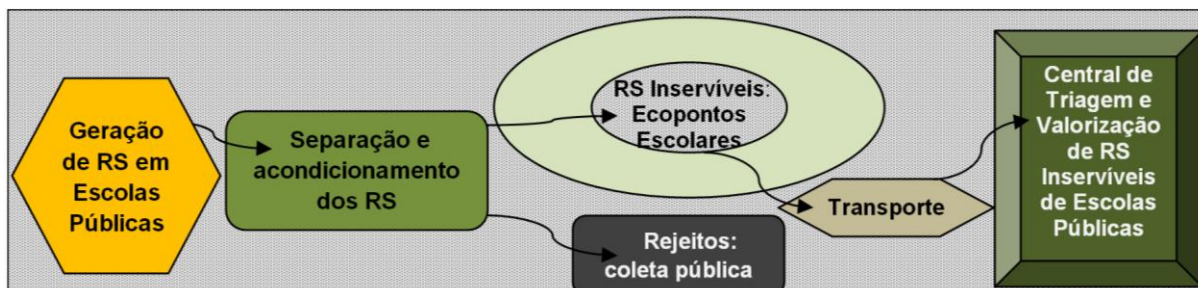 Geração
de RS em
Escolas
Públicas
Separação e
acondicionamento
dos RS
RS Inservíveis:
Ecopontos
Escolares
Rejeitos:
coleta pública
Transporte
Central de
Triagem e
Valorização
de RS
Inservíveis
de Escolas
Públicas